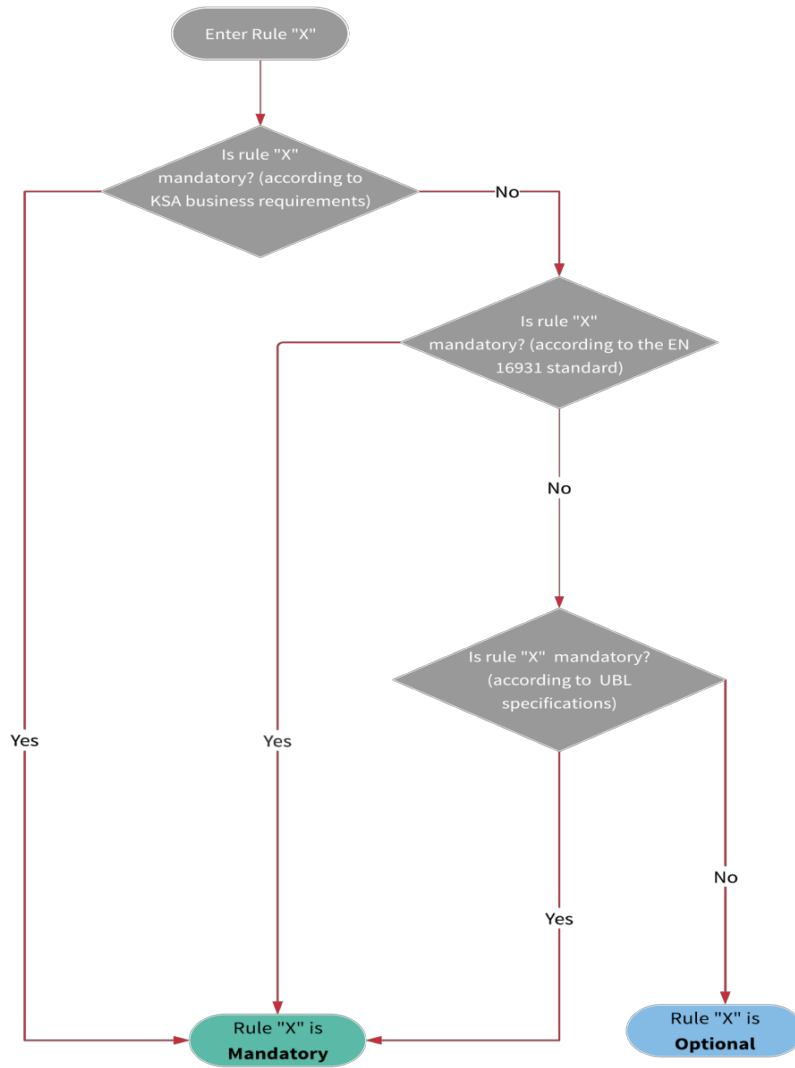 Enter Rule "X"
Is rule "X"
mandatory? (according to
KSA business requirements)
No
Is rule "X"
mandatory? (according to the EN
16931 standard)
No
Is rule "X"  mandatory?
(according to  UBL
specifications)
Yes
Yes
No
Yes
Rule "X" is
Mandatory
Rule "X" is
Optional